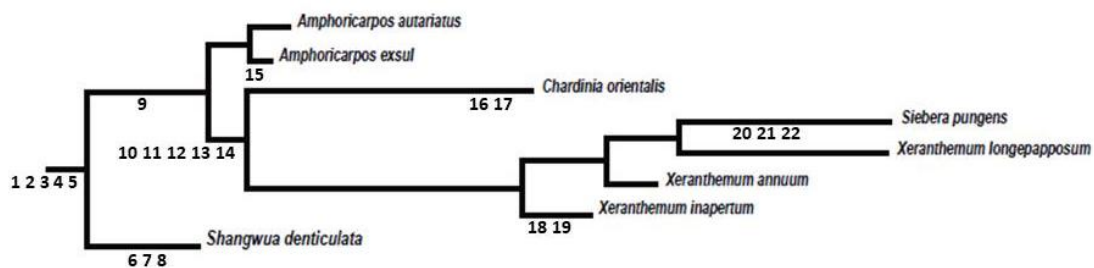 Amphoricarpos autariatus
Amphoricarpos exsul
15
Chardinia orientalis
9
16 17
Siebera pungens
20 21 22
10 11 12 13 14
Xeranthemum longepapposum
1 2 3 4 5
Xeranthemum annuum
Xeranthemum inapertum
18 19
Shangwua denticulata
6 7 8